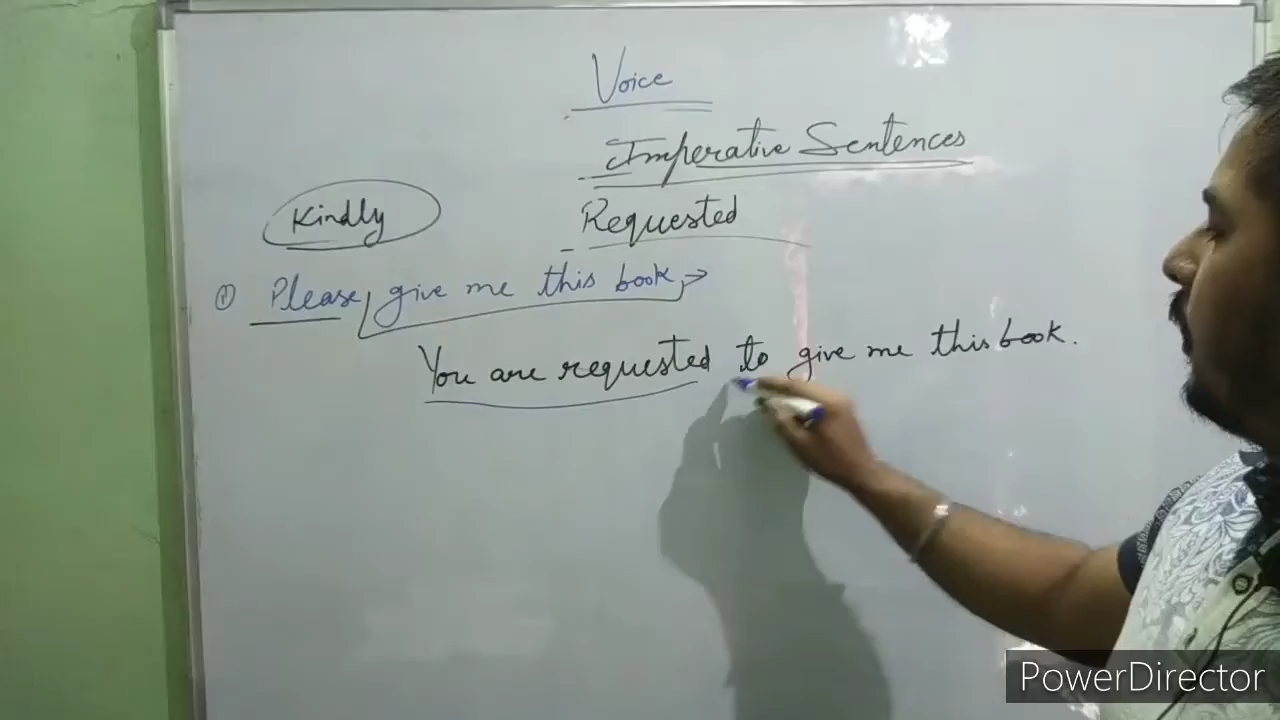 Voice
Imperative Sentences
Kindly
Requested
① Please, give me this book,→
You are requested to give me this book.
PowerDirector